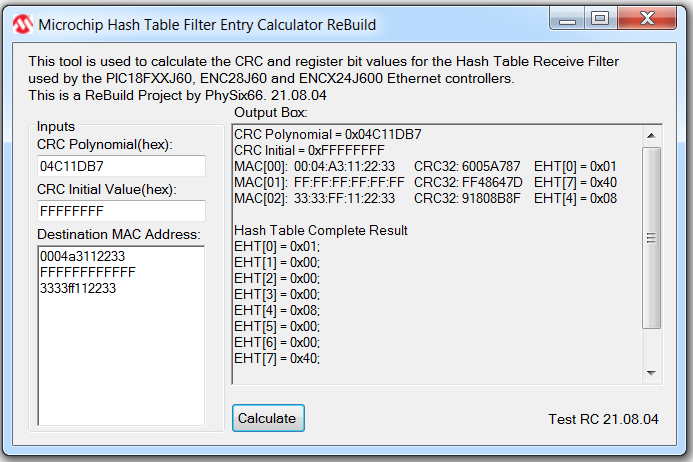 Microchip Hash Table Filter Entry Calculator ReBuild
This tool is used to calculate the CRC and register bit values for the Hash Table Receive Filter
used by the PIC18FXXJ60, ENC28J60 and ENCX24J600 Ethernet controllers.
This is a ReBuild Project by PhySix66. 21.08.04
Inputs
CRC Polynomial(hex):
04C11DB7
CRC Initial Value(hex):
FFFFFFFF
Destination MAC Address:
0004a3112233
FFFFFFFFFFFF
3333ff112233
Output Box:
CRC Polynomial = 0x04C11DB7
CRC Initial = 0xFFFFFFFF
MAC[00]: 00:04:A3:11:22:33 CRC32: 6005A787 EHT[0] = 0x01
MAC[01]: FF:FF:FF:FF:FF:FF CRC32: FF48647D EHT[7] = 0x40
MAC[02]: 33:33:FF:11:22:33 CRC32: 91808B8F EHT[4] = 0x08
Hash Table Complete Result
EHT[0] = 0x01;
EHT[1] = 0x00;
EHT[2] = 0x00;
EHT[3] = 0x00;
EHT[4] = 0x08;
EHT[5] = 0x00;
EHT[6] = 0x00;
EHT[7] = 0x40;
Calculate
Test RC 21.08.04